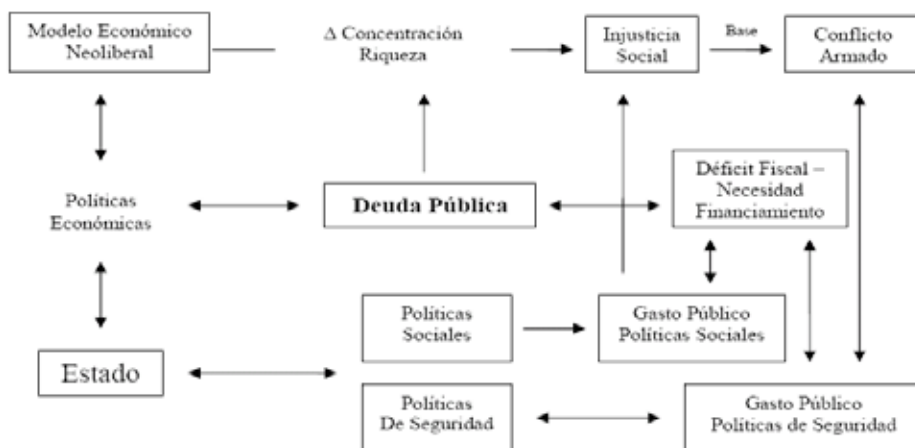 Modelo Económico
Neoliberal
Δ Concentración
Riqueza
Injusticia
Social
Base
Conflicto
Armado
Políticas
Económicas
Deuda Pública
Déficit Fiscal –
Necesidad
Financiamiento
Políticas
Sociales
Gasto Público
Políticas Sociales
Estado
Políticas
De Seguridad
Gasto Público
Políticas de Seguridad